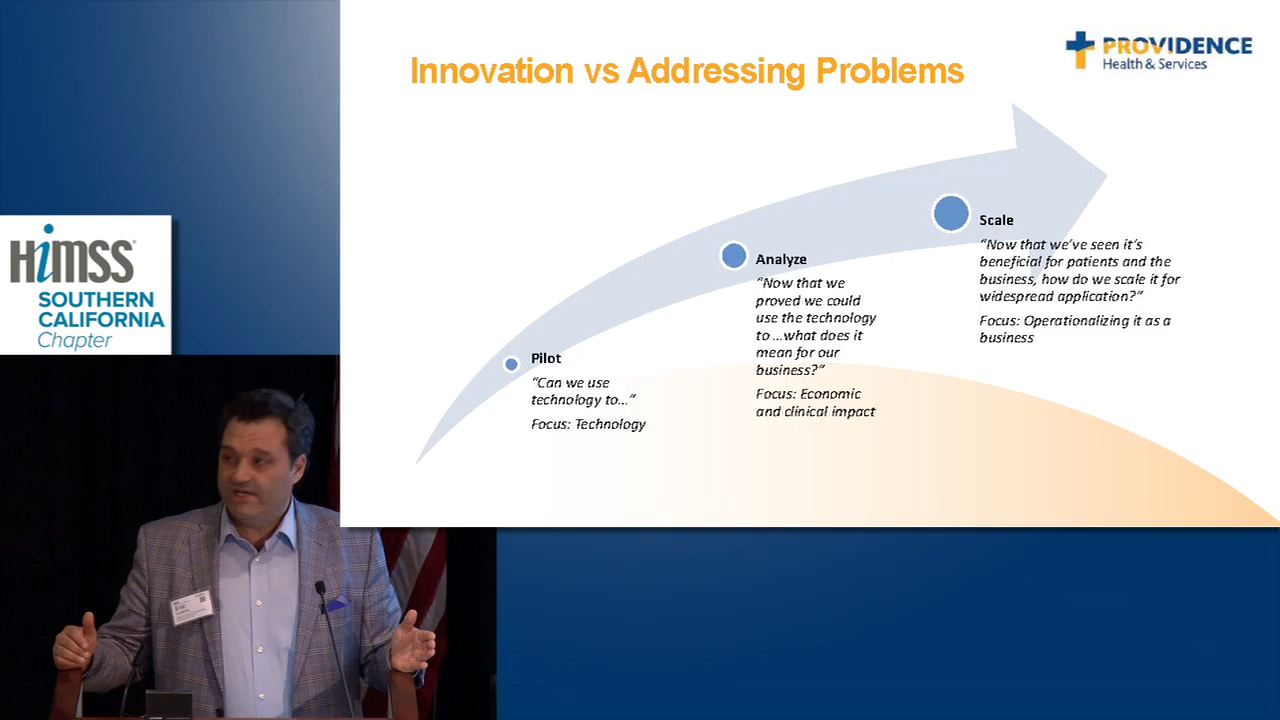 Innovation vs Addressing Problems
PROVIDENCE
Health & Services
HiMSS
SOUTHERN
CALIFORNIA
Chapter
Pilot
“Can we use
technology to...”
Focus: Technology
Analyze
“Now that we
proved we could
use the technology
to ...what does it
mean for our
business?”
Focus: Economic
and clinical impact
Scale
“Now that we’ve seen it’s
beneficial for patients and the
business, how do we scale it for
widespread application?”
Focus: Operationalizing it as a
business
Eric